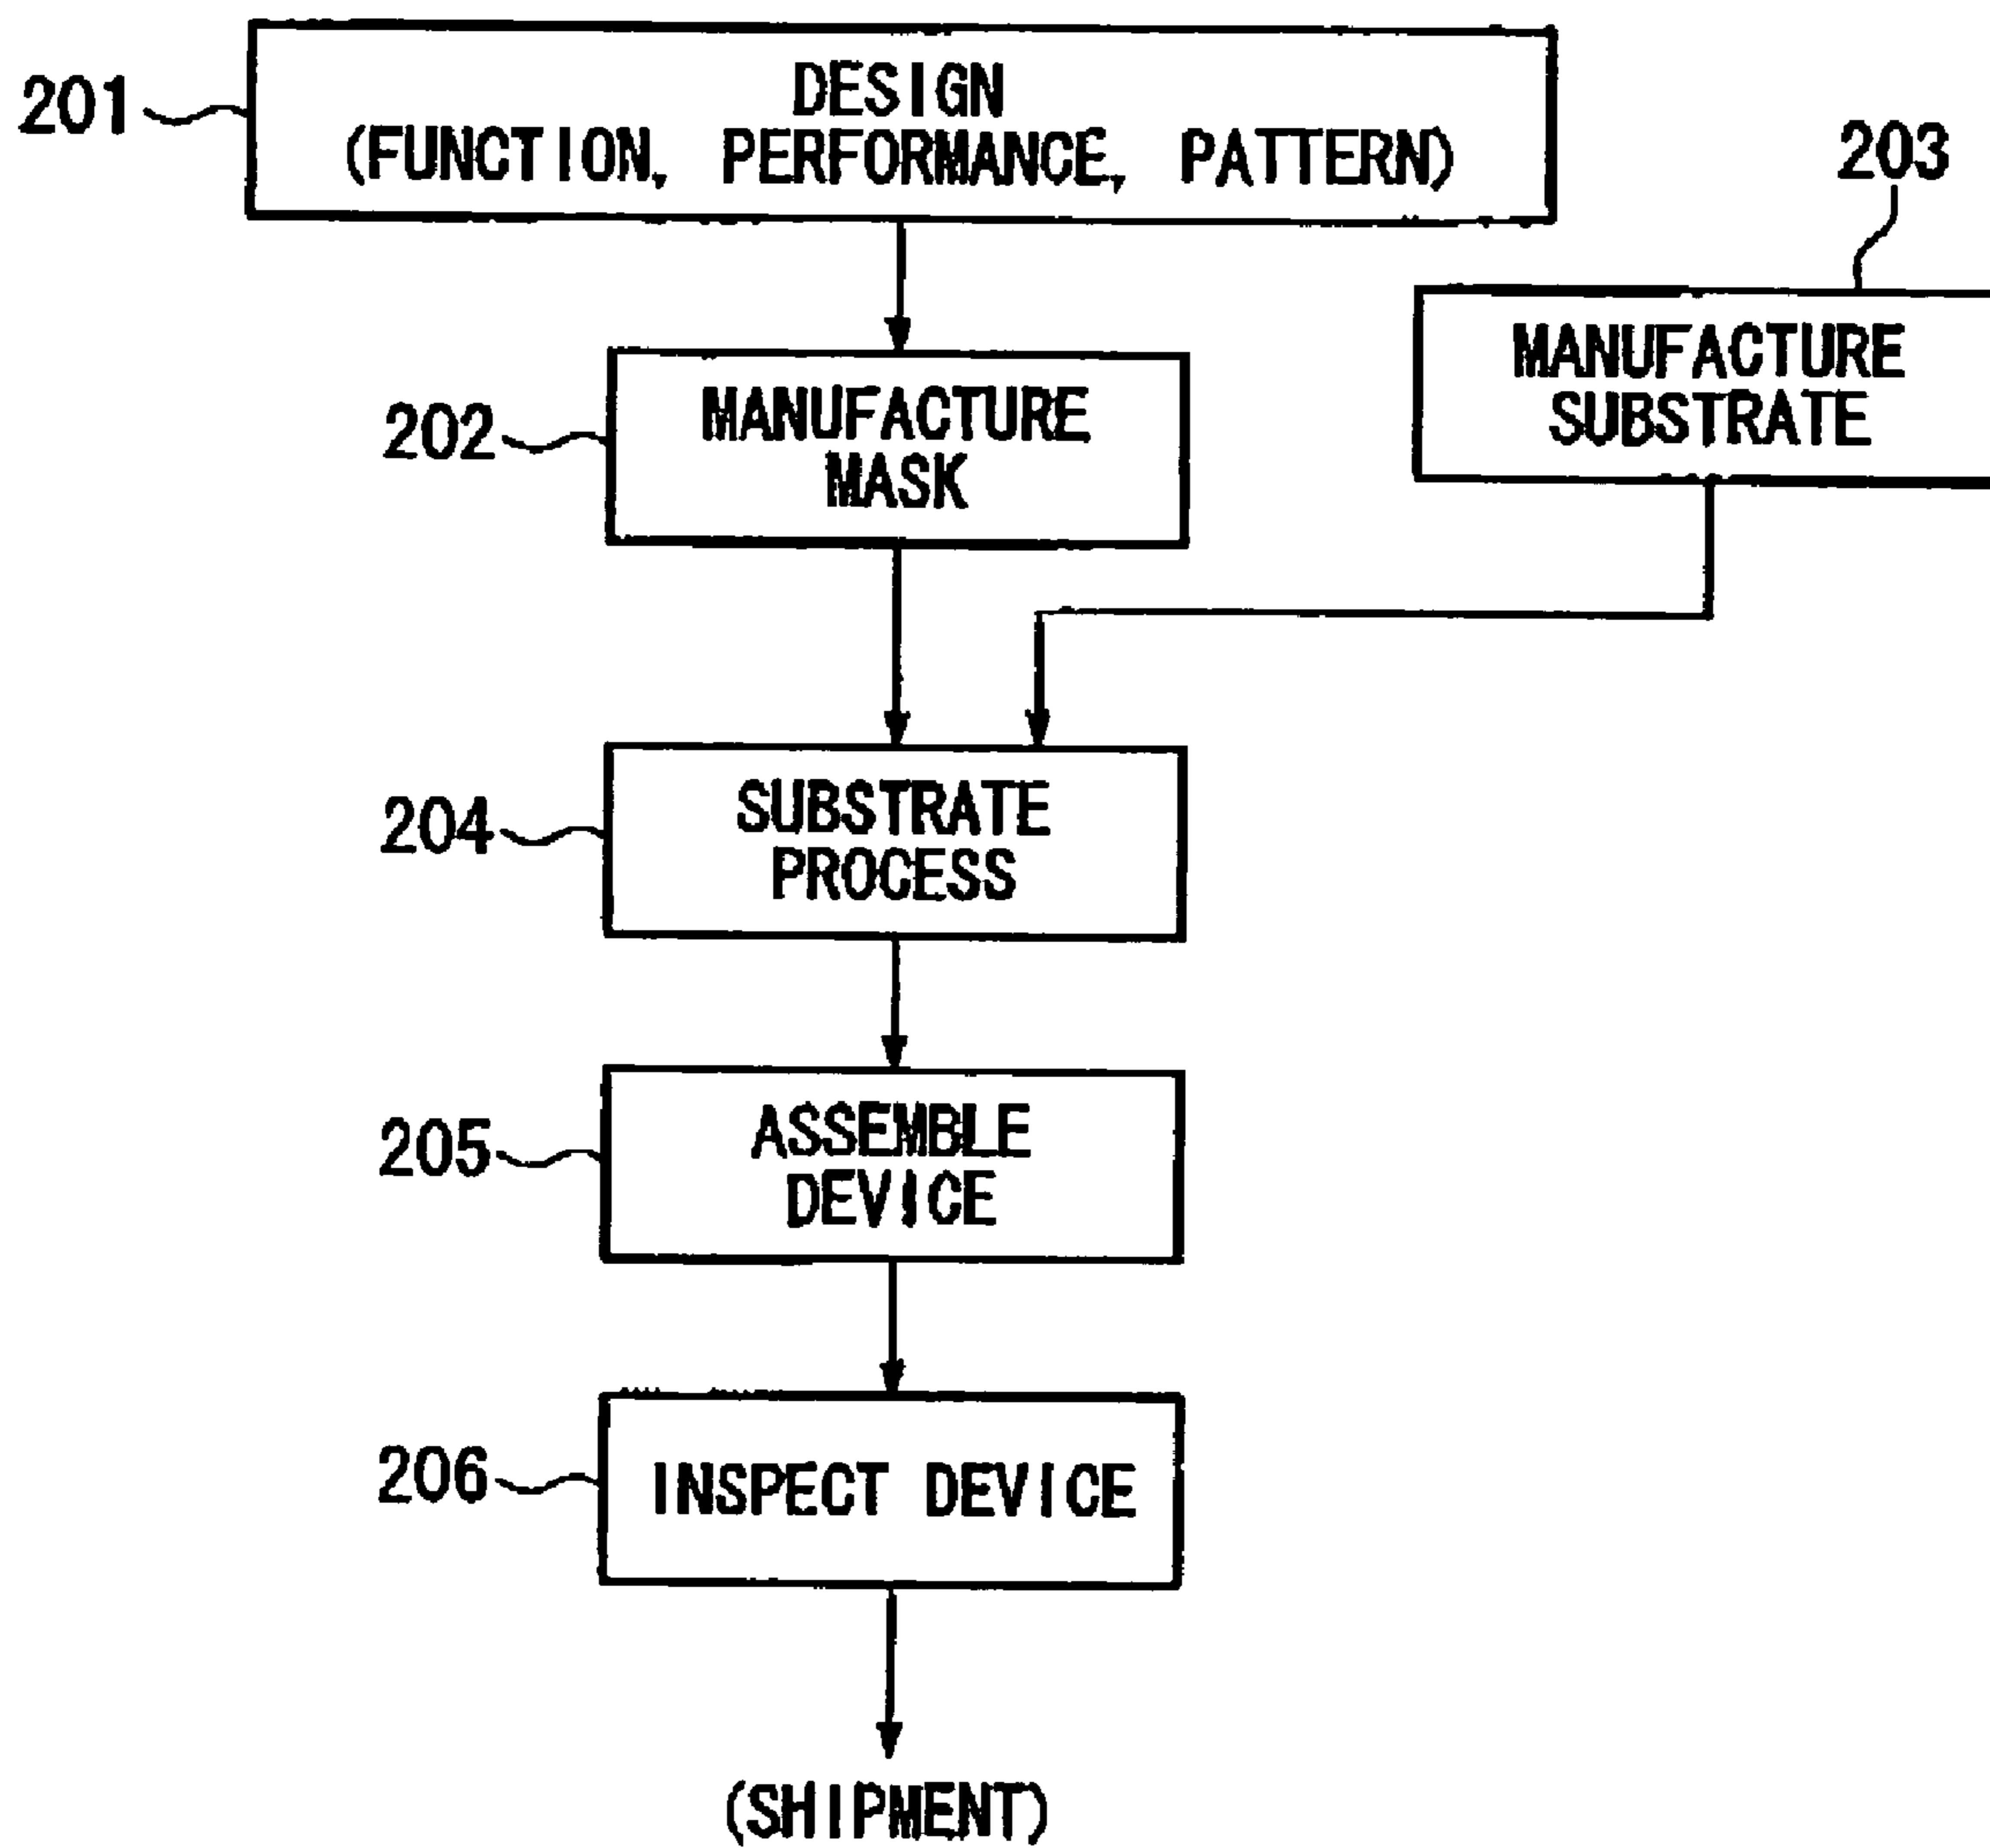 201
DESIGN
(FUNCTION, PERFORMANCE, PATTERN)
203
MANUFACTURE
SUBSTRATE
202
MANUFACTURE
MASK
204
SUBSTRATE
PROCESS
205
ASSEMBLE
DEVICE
206
INSPECT DEVICE
(SHIPMENT)